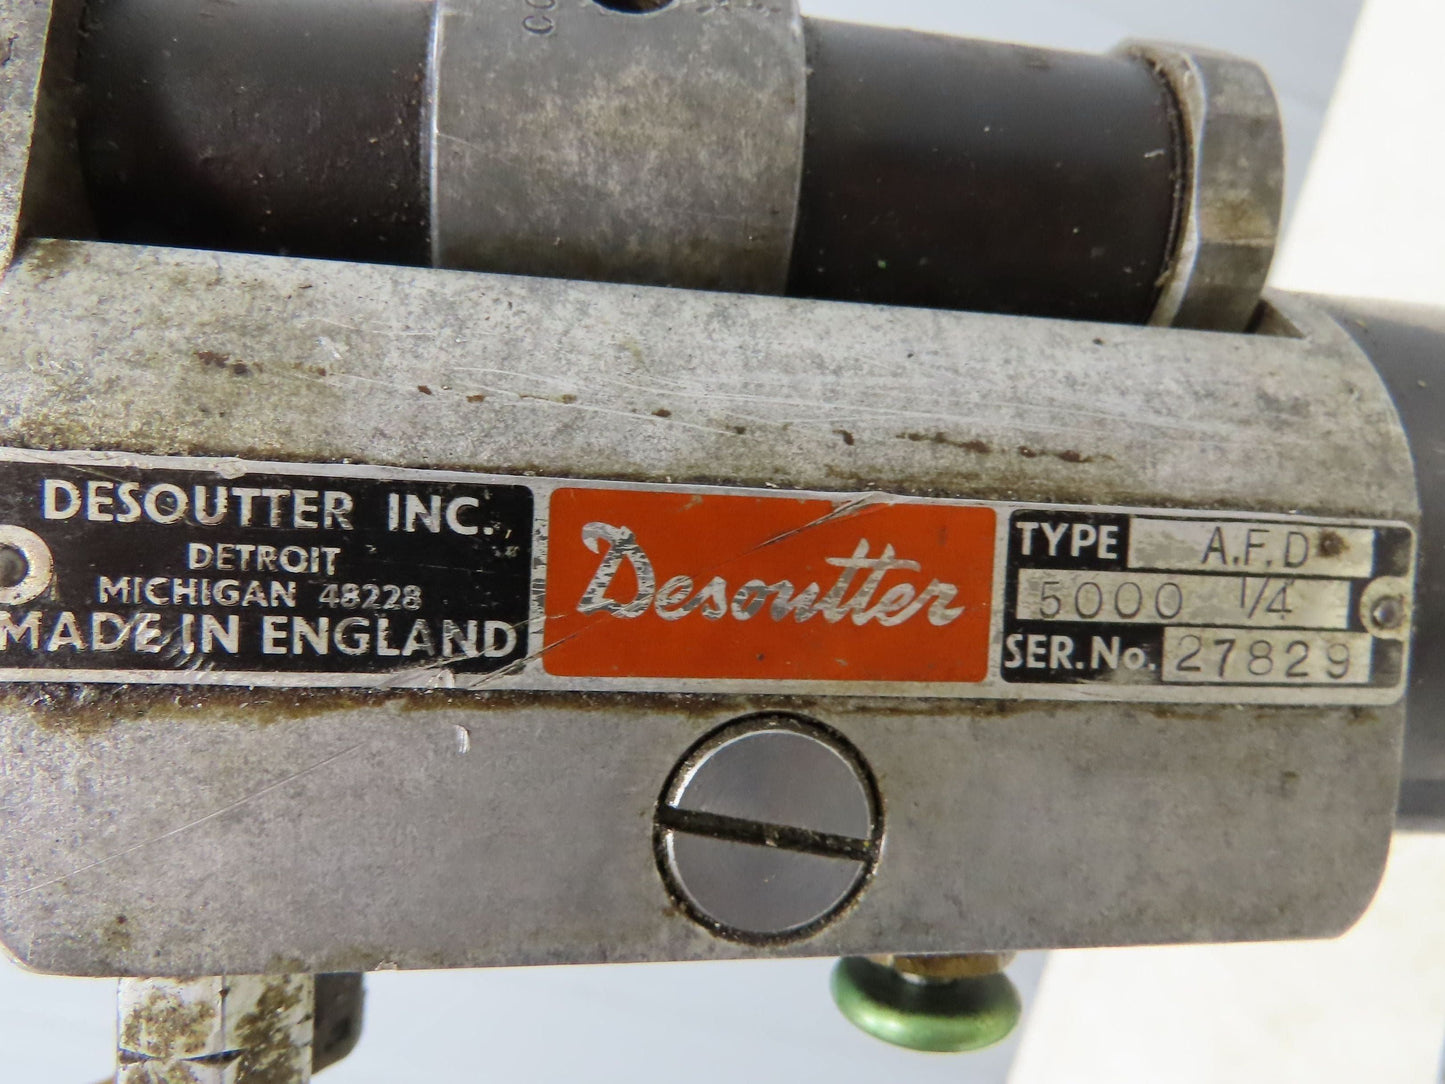 DESOUTTER INC.,
DETROIT
MICHIGAN 48228
MADE IN ENGLAND
Desoutter
TYPE A.F.D
5000 1/4
SER. No. 27829